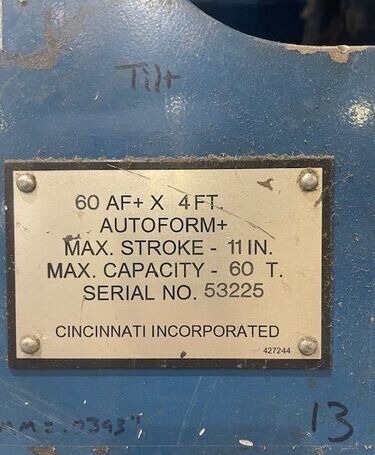 Tilt
60 AF+ X 4 FT.
AUTOFORM+
MAX. STROKE - 11 IN.
MAX. CAPACITY - 60 T.
SERIAL NO. 53225
CINCINNATI INCORPORATED
427244
13